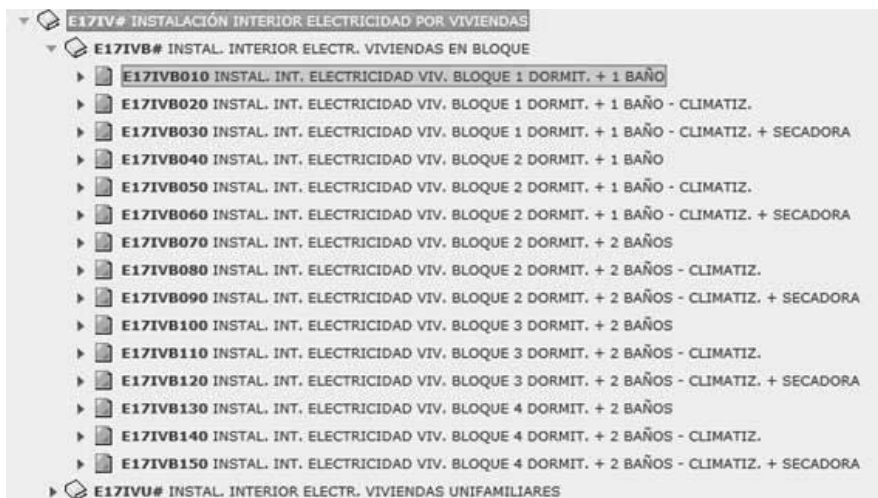 E17IV# INSTALACIÓN INTERIOR ELECTRICIDAD POR VIVIENDAS
E17IVB# INSTAL. INTERIOR ELECTR. VIVIENDAS EN BLOQUE
E17IVB010 INSTAL. INT. ELECTRICIDAD VIV. BLOQUE 1 DORMIT. + 1 BAÑO
E17IVB020 INSTAL. INT. ELECTRICIDAD VIV. BLOQUE 1 DORMIT. + 1 BAÑO - CLIMATIZ.
E17IVB030 INSTAL. INT. ELECTRICIDAD VIV. BLOQUE 1 DORMIT. + 1 BAÑO - CLIMATIZ. + SECADORA
E17IVB040 INSTAL. INT. ELECTRICIDAD VIV. BLOQUE 2 DORMIT. + 1 BAÑO
E17IVB050 INSTAL. INT. ELECTRICIDAD VIV. BLOQUE 2 DORMIT. + 1 BAÑO - CLIMATIZ.
E17IVB060 INSTAL. INT. ELECTRICIDAD VIV. BLOQUE 2 DORMIT. + 1 BAÑO - CLIMATIZ. + SECADORA
E17IVB070 INSTAL. INT. ELECTRICIDAD VIV. BLOQUE 2 DORMIT. + 2 BAÑOS
E17IVB080 INSTAL. INT. ELECTRICIDAD VIV. BLOQUE 2 DORMIT. + 2 BAÑOS - CLIMATIZ.
E17IVB090 INSTAL. INT. ELECTRICIDAD VIV. BLOQUE 2 DORMIT. + 2 BAÑOS - CLIMATIZ. + SECADORA
E17IVB100 INSTAL. INT. ELECTRICIDAD VIV. BLOQUE 3 DORMIT. + 2 BAÑOS
E17IVB110 INSTAL. INT. ELECTRICIDAD VIV. BLOQUE 3 DORMIT. + 2 BAÑOS - CLIMATIZ.
E17IVB120 INSTAL. INT. ELECTRICIDAD VIV. BLOQUE 3 DORMIT. + 2 BAÑOS - CLIMATIZ. + SECADORA
E17IVB130 INSTAL. INT. ELECTRICIDAD VIV. BLOQUE 4 DORMIT. + 2 BAÑOS
E17IVB140 INSTAL. INT. ELECTRICIDAD VIV. BLOQUE 4 DORMIT. + 2 BAÑOS - CLIMATIZ.
E17IVB150 INSTAL. INT. ELECTRICIDAD VIV. BLOQUE 4 DORMIT. + 2 BAÑOS - CLIMATIZ. + SECADORA
E17IVU# INSTAL. INTERIOR ELECTR. VIVIENDAS UNIFAMILIARES